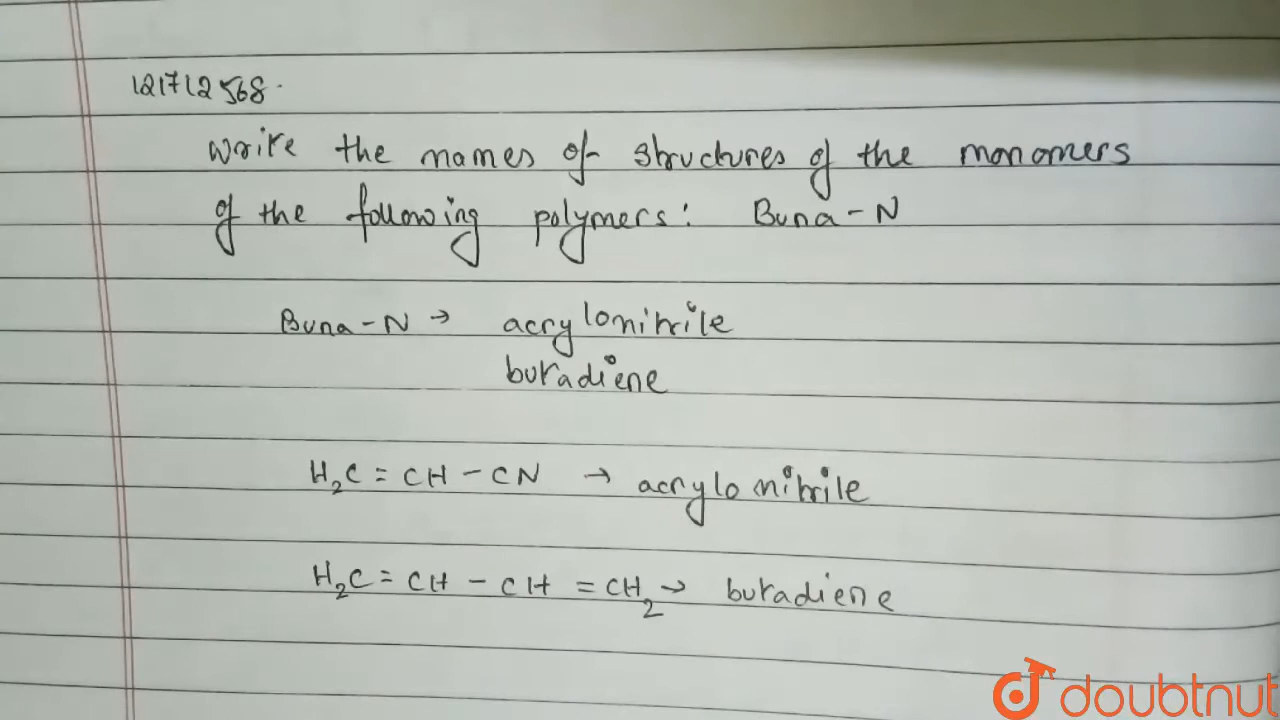 121712568.
Write the names of structures of the monomers
of the following polymers: Buna-N
Buna-N → acrylonitrile
butadiene
H₂C = CH - CN → acrylonitrile
H₂C = CH - CH = CH₂ → butadiene
doubtnut